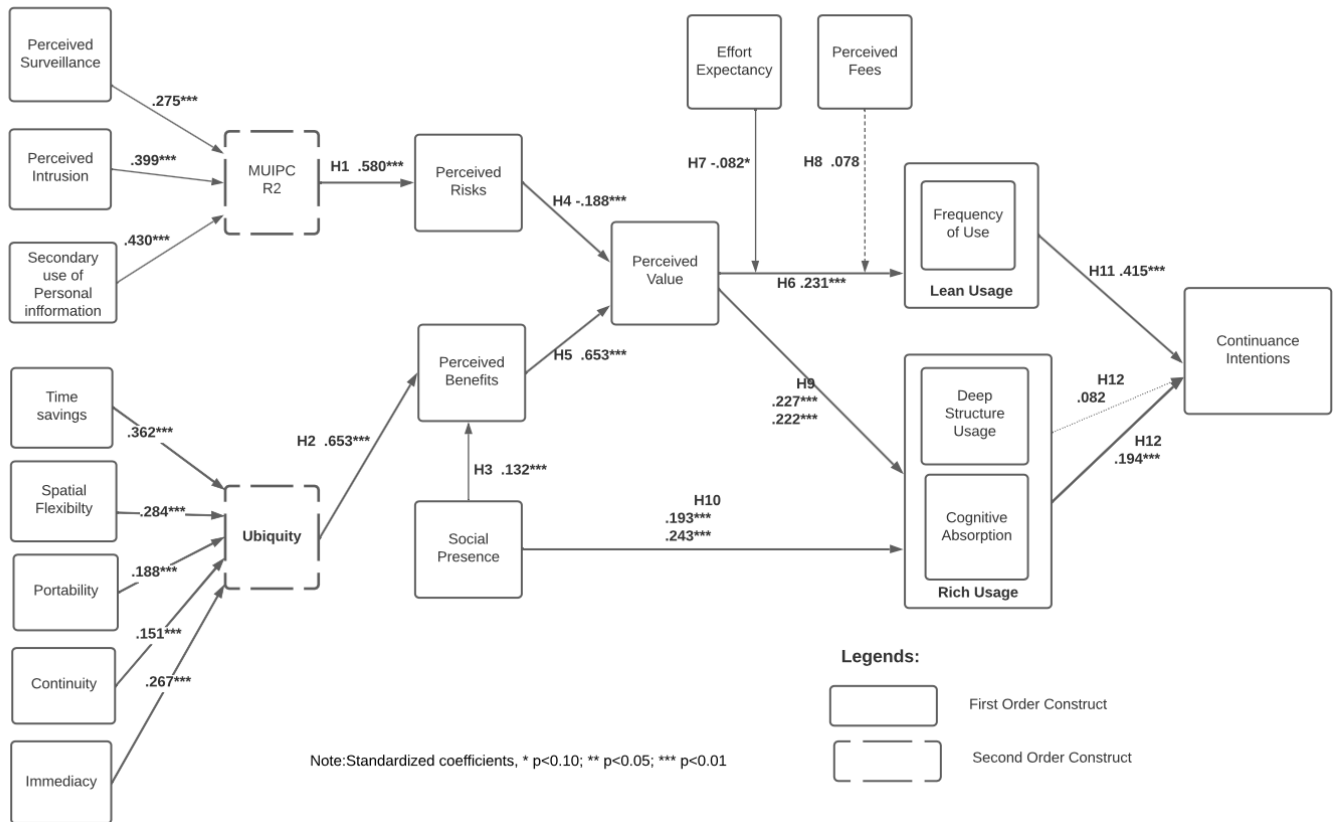 Perceived
Surveillance
.275***
Perceived
Intrusion
.399***
Secondary
use of
Personal
infformation
.430***
MUIPC
R2
H1 .580***
Perceived
Risks
H4 -.188***
Effort
Expectancy
Perceived
Fees
H7 -.082*
H8 .078
Perceived
Value
H6 .231***
Frequency
of Use
Lean Usage
H11 .415***
Continuance
Intentions
Time
savings
.362***
Spatial
Flexibilty
.284***
Portability
.188***
Continuity
.151***
Immediacy
.267***
Ubiquity
H2 .653***
Perceived
Benefits
H5 .653***
H3 .132***
Social
Presence
H9
.227***
.222***
H10
.193***
.243***
Deep
Structure
Usage
Cognitive
Absorption
Rich Usage
H12
.082
H12
.194***
Legends:
First Order Construct
Second Order Construct
Note:Standardized coefficients, * p<0.10; ** p<0.05; *** p<0.01